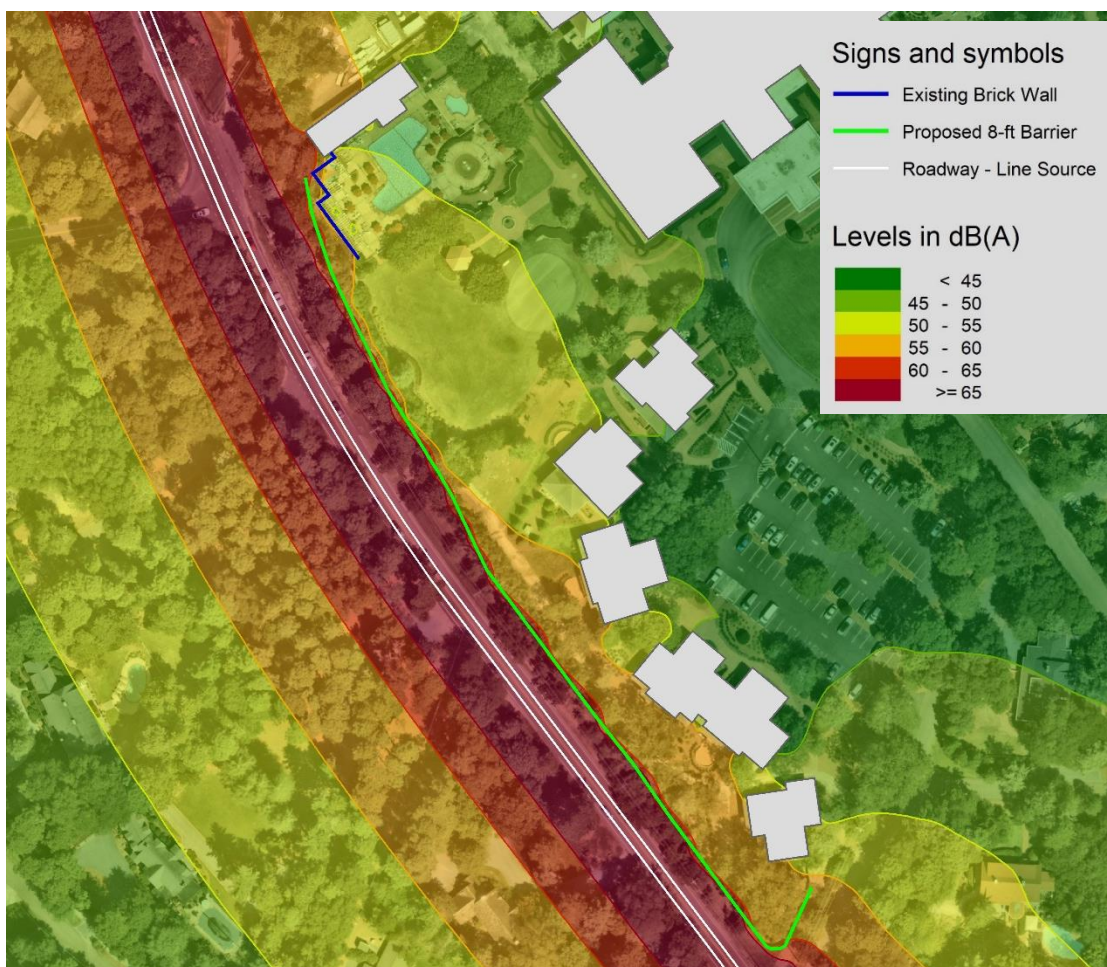 Signs and symbols
Existing Brick Wall
Proposed 8-ft Barrier
Roadway - Line Source
Levels in dB(A)
< 45
45 - 50
50 - 55
55 - 60
60 - 65
>= 65